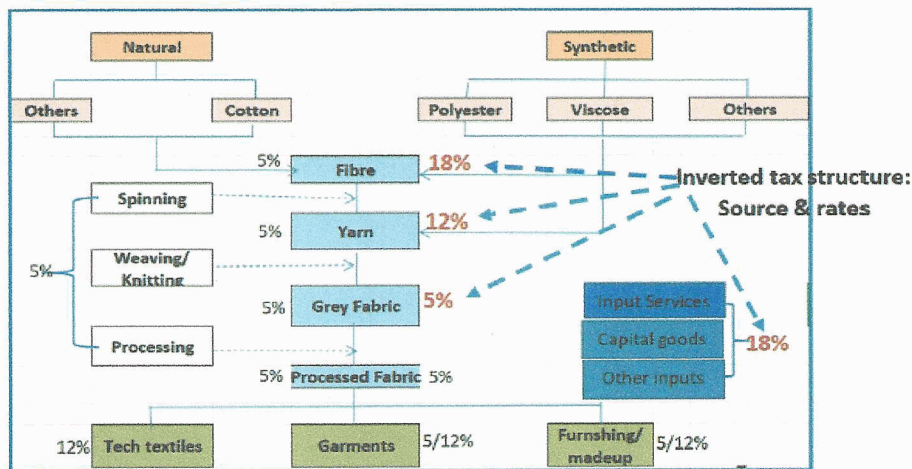 Natural
Synthetic
Others
Cotton
Polyester
Viscose
Others
5%
Fibre
18%
Inverted tax structure:
Source & rates
Spinning
5%
Yarn
12%
5%
Weaving/
Knitting
5%
Grey Fabric
5%
Input Services
Capital goods
18%
Other inputs
Processing
5%
Processed Fabric
5%
12%
Tech textiles
Garments
5/12%
Furnshing/
madeup
5/12%